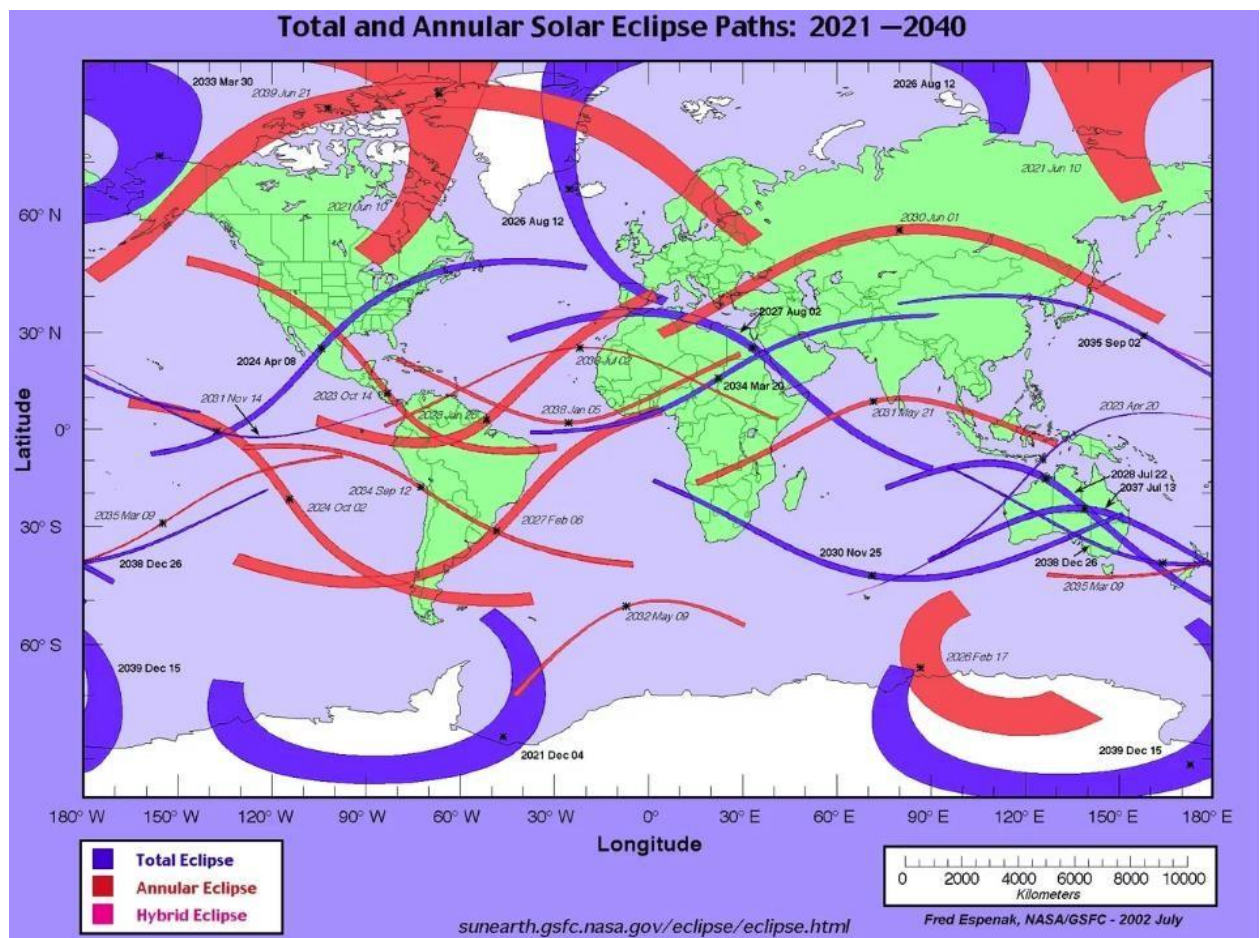 Total and Annular Solar Eclipse Paths: 2021 —2040
2033 Mar 30
2039 Jun 21
2026 Aug 12
2021 Jun 10
2021 Jun 10
60° N
2026 Aug 12
2030 Jun 01
2027 Aug 02
30° N
2035 Sep 02
2024 Apr 08
2034 Mar 20
2031 Nov 14
2023 Oct 14
2038 Jan 05
2031 May 21
2023 Apr 20
Latitude
0°
2028 Jul 22
2037 Jul 13
2034 Sep 12
2024 Oct 02
2027 Feb 06
2035 Mar 09
30° S
2030 Nov 25
2038 Dec 26
2038 Dec 26
2035 Mar 09
2032 May 09
60° S
2026 Feb 17
2039 Dec 15
2021 Dec 04
2039 Dec 15
180° W 150° W 120° W 90° W 60° W 30° W 0° 30° E 60° E 90° E 120° E 150° E 180° E
Longitude
Total Eclipse
Annular Eclipse
Hybrid Eclipse
0 2000 4000 6000 8000 10000
Kilometers
sunearth.gsfc.nasa.gov/eclipse/eclipse.html
Fred Espenak, NASA/GSFC - 2002 July